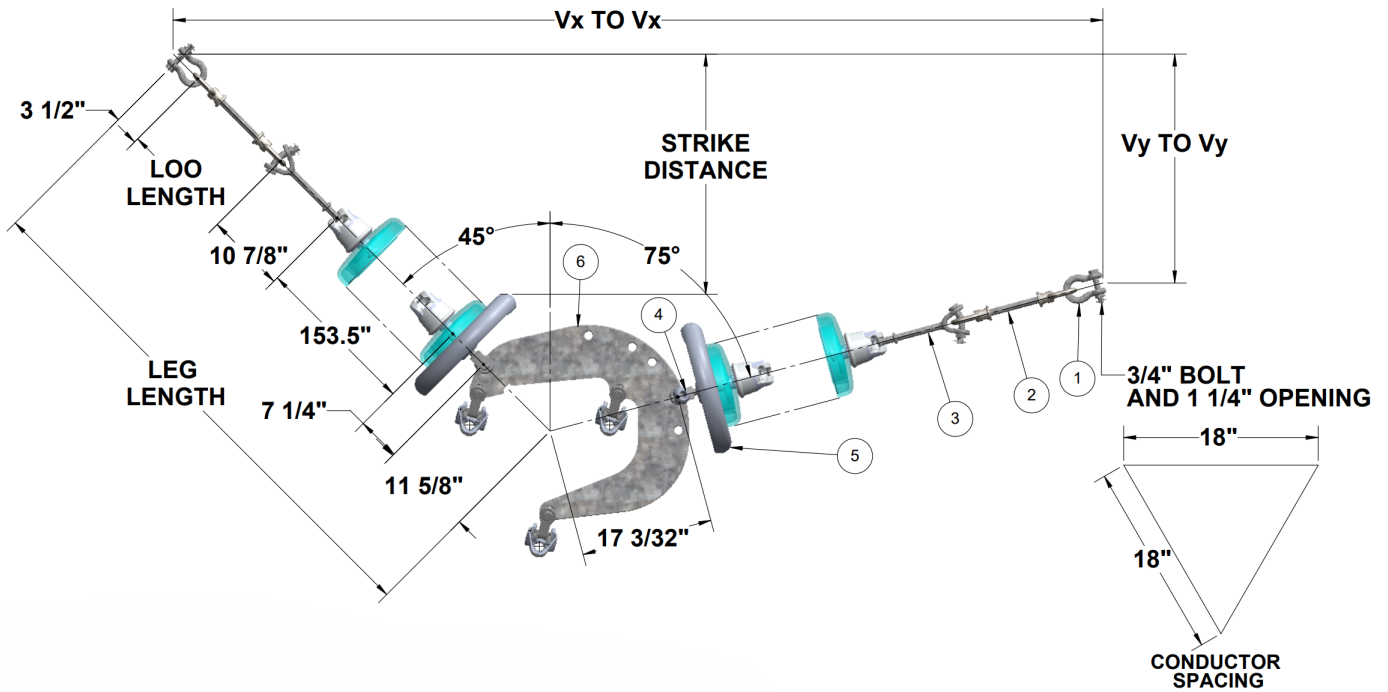 Vx TO Vx
3 1/2"
LOO
LENGTH
STRIKE
DISTANCE
Vy TO Vy
10 7/8"
45°
75°
6
4
153.5"
LEG
LENGTH
7 1/4"
11 5/8"
17 3/32"
5
3
2
1
3/4" BOLT
AND 1 1/4" OPENING
18"
18"
CONDUCTOR
SPACING